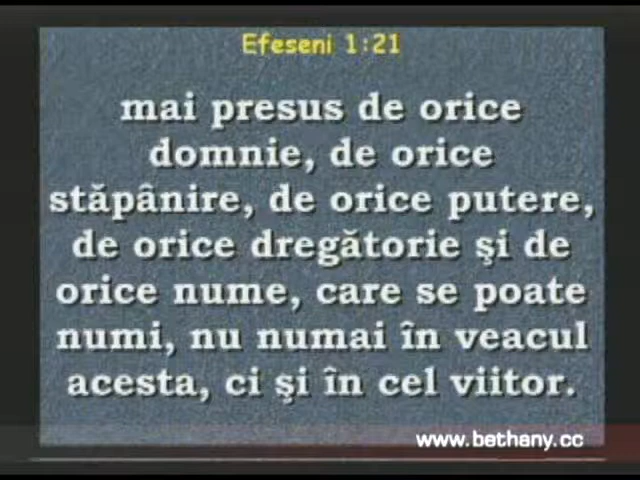 Efeseni 1:21
mai presus de orice
domnie, de orice
stăpânire, de orice putere,
de orice dregătorie şi de
orice nume, care se poate
numi, nu numai în veacul
acesta, ci şi în cel viitor.
www.bethany.cc